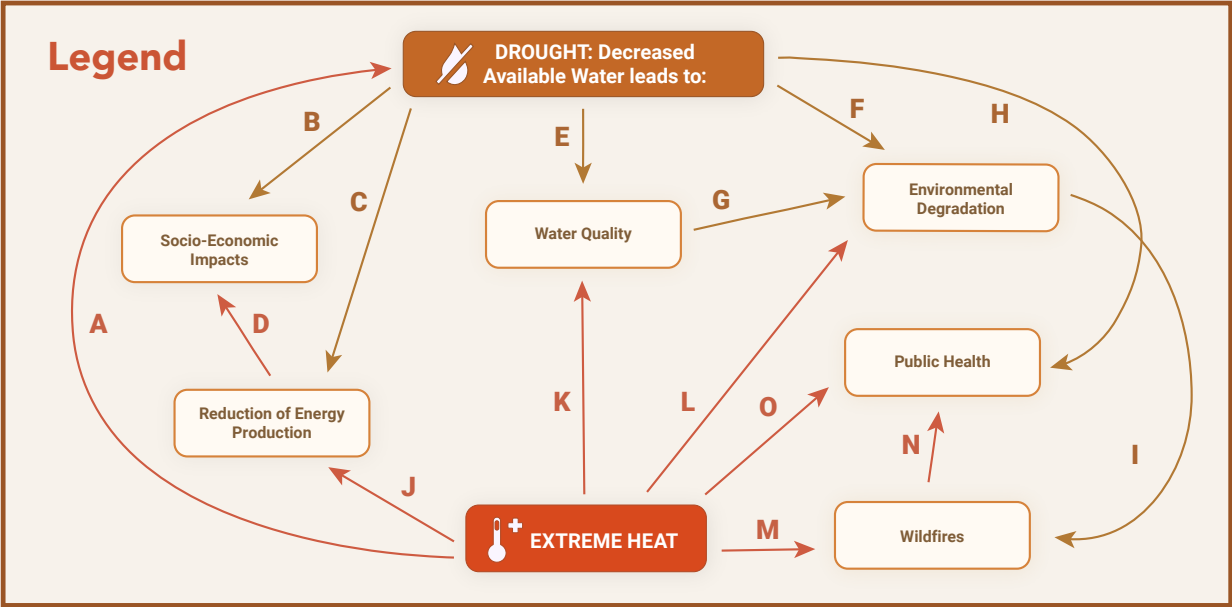 Legend
DROUGHT: Decreased
Available Water leads to:
B
E
F
H
C
G
Environmental
Degradation
Socio-Economic
Impacts
Water Quality
A
D
Public Health
Reduction of Energy
Production
K
L
O
N
I
J
EXTREME HEAT
M
Wildfires